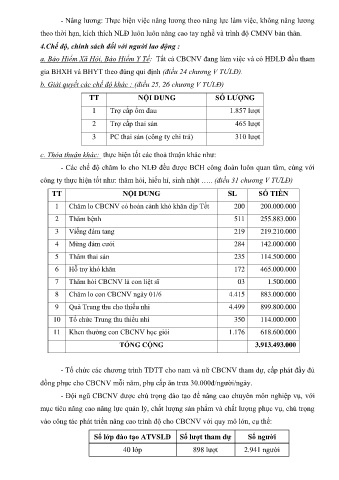 - Nâng lương: Thực hiện việc nâng lương theo năng lực làm việc, không nâng lương
theo thời hạn, kích thích NLĐ luôn luôn nâng cao tay nghề và trình độ CMNV bản thân.
4.Chế độ, chính sách đối với người lao động :
a. Bảo Hiểm Xã Hội, Bảo Hiểm Y Tế: Tất cả CBCNV đang làm việc và có HĐLĐ đều tham
gia BHXH và BHYT theo đúng qui định (điều 24 chương V TULĐ)
b. Giải quyết các chế độ khác : (điều 25, 26 chương V TULĐ)
TT NỘI DUNG SỐ LƯỢNG
1 Trợ cấp ốm đau 1.857 lượt
2 Trợ cấp thai sản 465 lượt
3 PC thai sản (công ty chi trả) 310 lượt
c. Thỏa thuận khác: thực hiện tốt các thoả thuận khác như:
- Các chế độ chăm lo cho NLĐ đều được BCH công đoàn luôn quan tâm, cùng với
công ty thực hiện tốt như: thăm hỏi, hiếu hỉ, sinh nhật ….. (điều 31 chương V TULĐ)
TT NỘI DUNG SL SỐ TIỀN
1 Chăm lo CBCNV có hoàn cảnh khó khăn dịp Tết 200 200.000.000
2 Thăm bệnh 511 255.883.000
3 Viếng đám tang 219 219.210.000
4 Mừng đám cưới 284 142.000.000
5 Thăm thai sản 235 114.500.000
6 Hỗ trợ khó khăn 172 465.000.000
7 Thăm hỏi CBCNV là con liệt sĩ 03 1.500.000
8 Chăm lo con CBCNV ngày 01/6 4.415 883.000.000
9 Quà Trung thu cho thiếu nhi 4.499 899.800.000
10 Tổ chức Trung thu thiếu nhi 350 114.000.000
11 Khen thưởng con CBCNV học giỏi 1.176 618.600.000
TỔNG CỘNG 3.913.493.000
- Tổ chức các chương trình TDTT cho nam và nữ CBCNV tham dự, cấp phát đầy đủ
đồng phục cho CBCNV mỗi năm, phụ cấp ăn trưa 30.000đ/người/ngày.
- Đội ngũ CBCNV được chú trọng đào tạo để nâng cao chuyên môn nghiệp vụ, với
mục tiêu nâng cao năng lực quản lý, chất lượng sản phẩm và chất lượng phục vụ, chú trọng
vào công tác phát triển nâng cao trình độ cho CBCNV với quy mô lớn, cụ thể:
Số lớp đào tạo ATVSLĐ Số lượt tham dự Số người
40 lớp 898 lượt 2.941 người